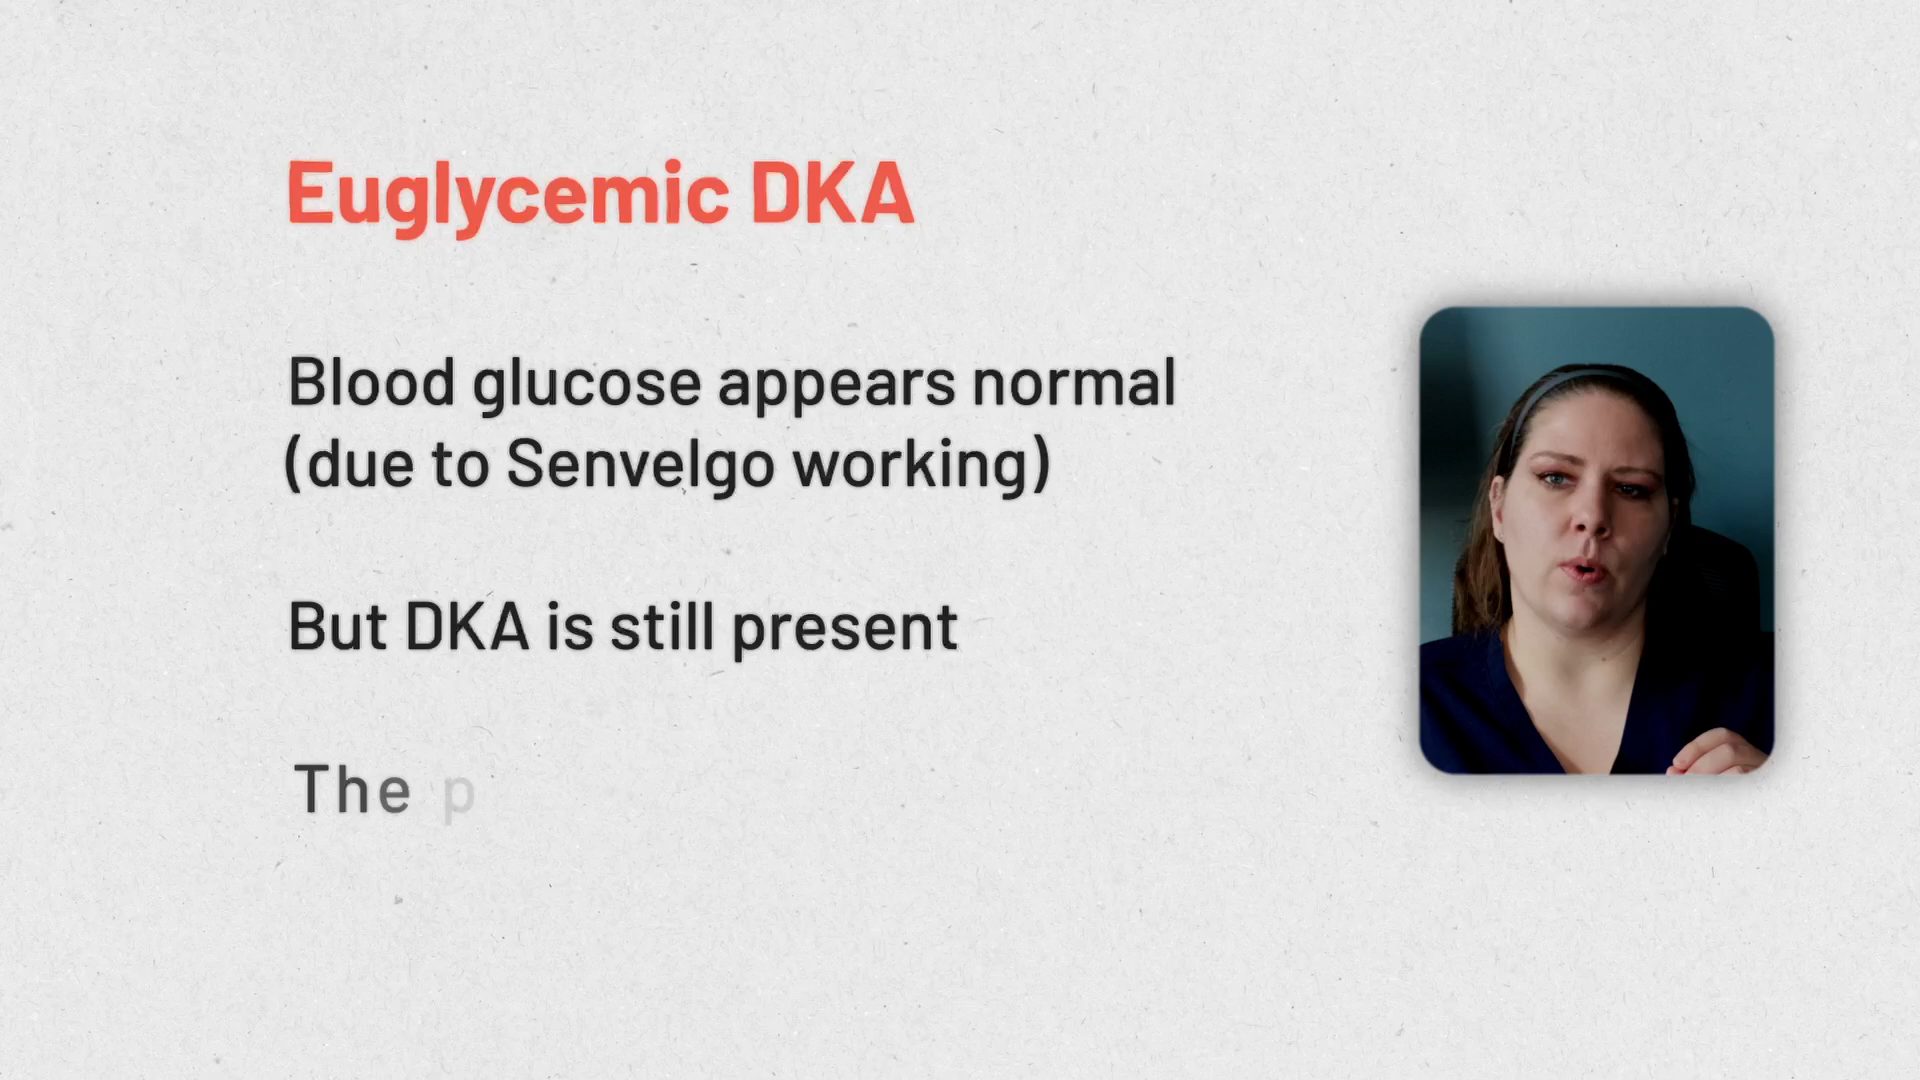 Euglycemic DKA
Blood glucose appears normal
(due to Senvelgo working)
But DKA is still present
The p